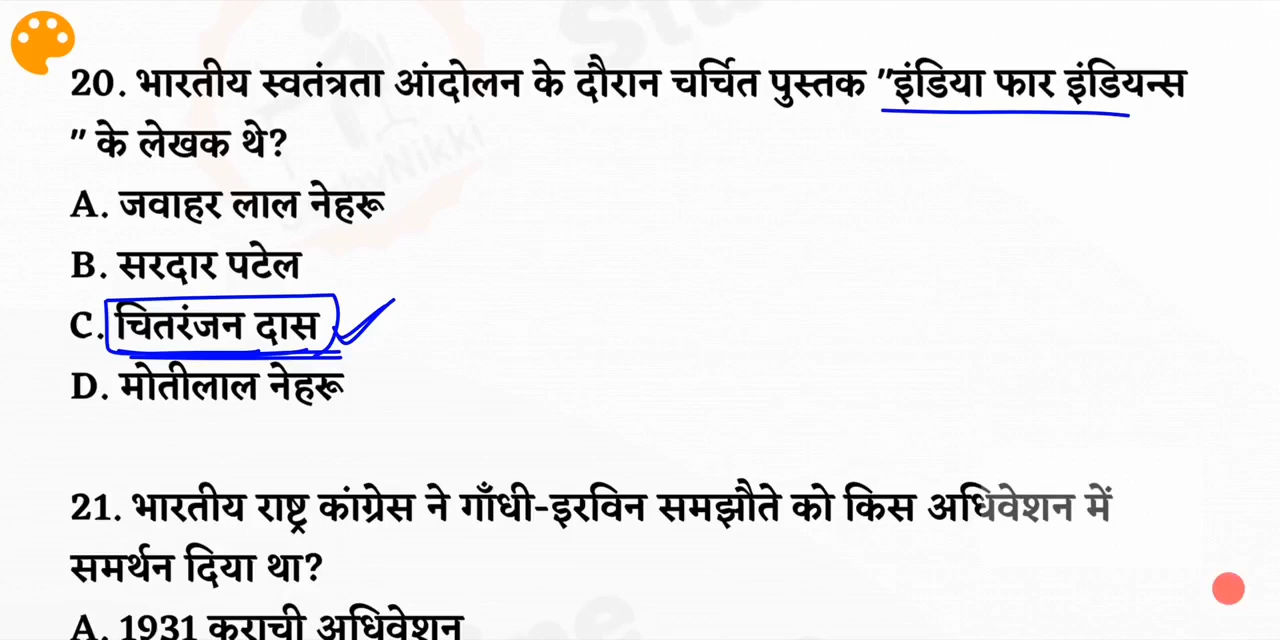 20. भारतीय स्वतंत्रता आंदोलन के दौरान चर्चित पुस्तक "इंडिया फार इंडियन्स
" के लेखक थे?
A. जवाहर लाल नेहरू
B. सरदार पटेल
C. चितरंजन दास
D. मोतीलाल नेहरू
21. भारतीय राष्ट्र कांग्रेस ने गाँधी-इरविन समझौते को किस अधिवेशन में
समर्थन दिया था?
A. 1931 कराची अधिवेशन